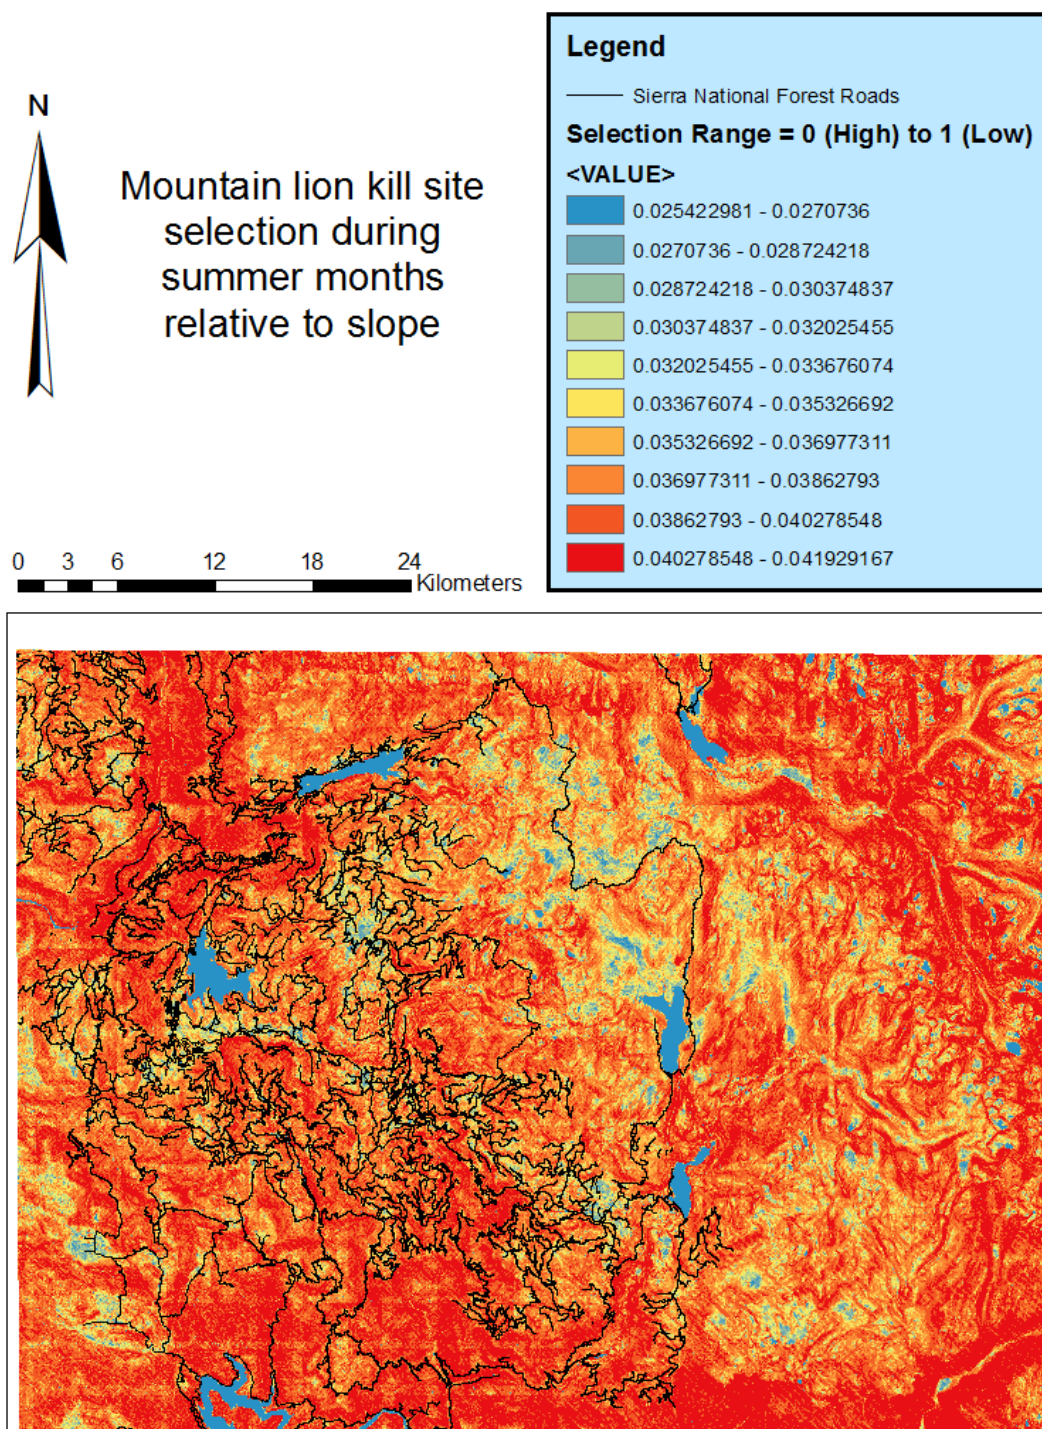 Legend
Sierra National Forest Roads
Selection Range = 0 (High) to 1 (Low)
<VALUE>
0.025422981 - 0.0270736
0.0270736 - 0.028724218
0.028724218 - 0.030374837
0.030374837 - 0.032025455
0.032025455 - 0.033676074
0.033676074 - 0.035326692
0.035326692 - 0.036977311
0.036977311 - 0.03862793
0.03862793 - 0.040278548
0.040278548 - 0.041929167
N
Mountain lion kill site
selection during
summer months
relative to slope
0 3 6 12 18 24
Kilometers